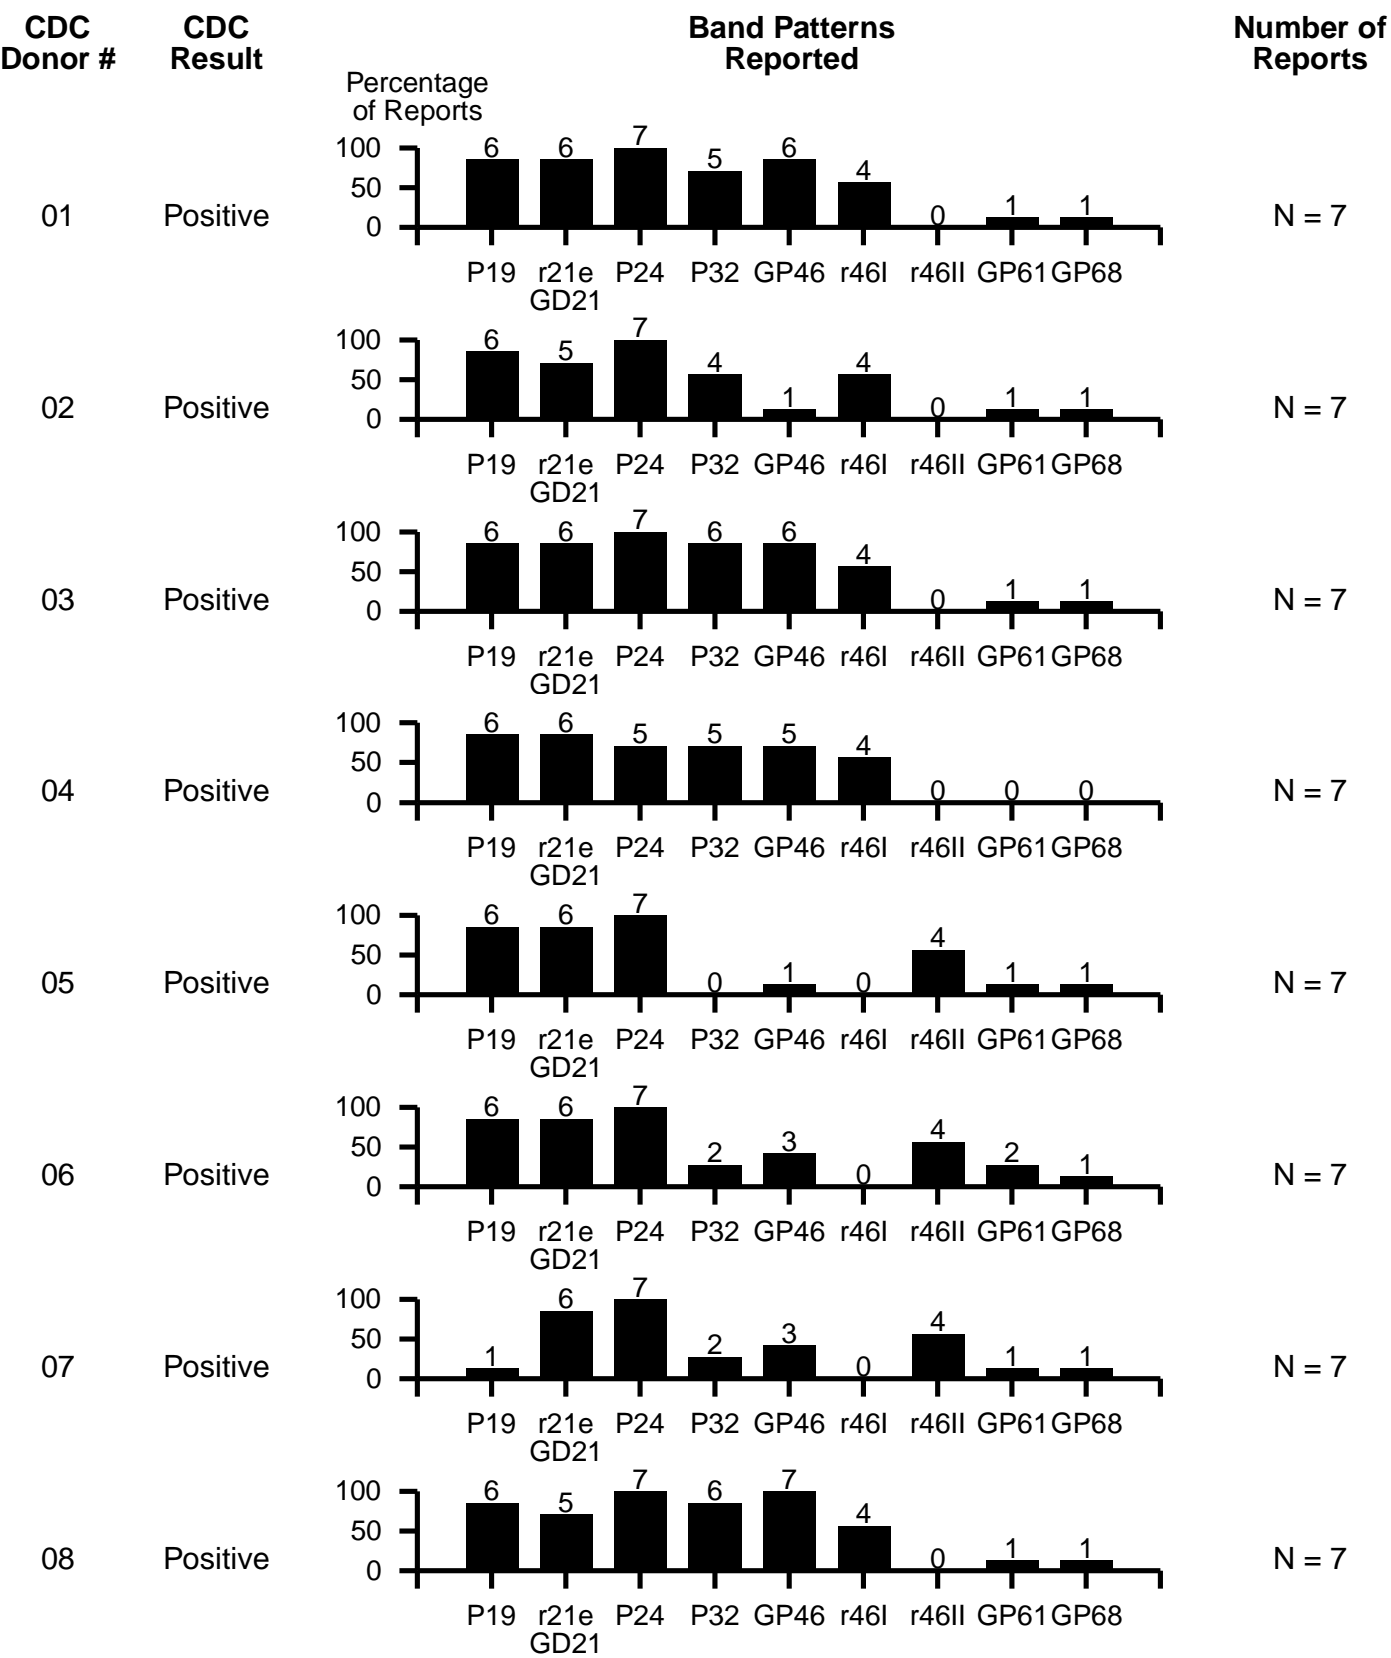 CDC CDC Band Patterns Number of
Donor # Result Reported Reports
Percentage
of Reports
7
100 6 6 6
5
50 4
01 Positive 0 0 1 1 N = 7
P19 r21e P24 P32 GP46 r46I r46II GP61 GP68
GD21
7
100 6 5
50 4 4
02 Positive 0 1 0 1 1 N = 7
P19 r21e P24 P32 GP46 r46I r46II GP61 GP68
GD21
7
100 6 6 6 6
50 4
03 Positive 0 0 1 1 N = 7
P19 r21e P24 P32 GP46 r46I r46II GP61 GP68
GD21
100 6 6 5 5 5
50 4
04 Positive 0 0 0 0 N = 7
P19 r21e P24 P32 GP46 r46I r46II GP61 GP68
GD21
7
100 6 6
50 4
05 Positive 0 0 1 0 1 1 N = 7
P19 r21e P24 P32 GP46 r46I r46II GP61 GP68
GD21
7
100 6 6
50 2 3 4 2
06 Positive 0 0 1 N = 7
P19 r21e P24 P32 GP46 r46I r46II GP61 GP68
GD21
7
100 6
50 2 3 4
07 Positive 0 1 0 1 1 N = 7
P19 r21e P24 P32 GP46 r46I r46II GP61 GP68
GD21
7 7
100 6 5 6
50 4
08 Positive 0 0 1 1 N = 7
P19 r21e P24 P32 GP46 r46I r46II GP61 GP68
GD21